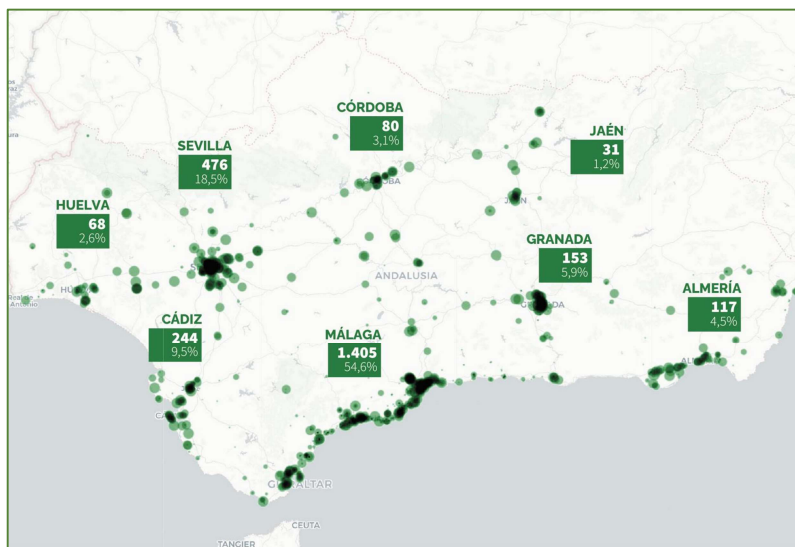 CÓRDOBA
80
3,1%
JAÉN
31
1,2%
SEVILLA
476
18,5%
HUELVA
68
2,6%
GRANADA
153
5,9%
ANDALUSIA
ALMERÍA
117
4,5%
CÁDIZ
244
9,5%
MÁLAGA
1.405
54,6%
GIBRALTAR
CEUTA
TANGIER